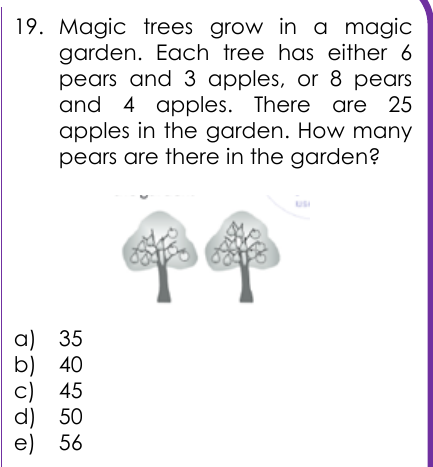 19. Magic trees grow in a magic
garden. Each tree has either 6
pears and 3 apples, or 8 pears
and 4 apples. There are 25
apples in the garden. How many
pears are there in the garden?
a) 35
b) 40
c) 45
d) 50
e) 56